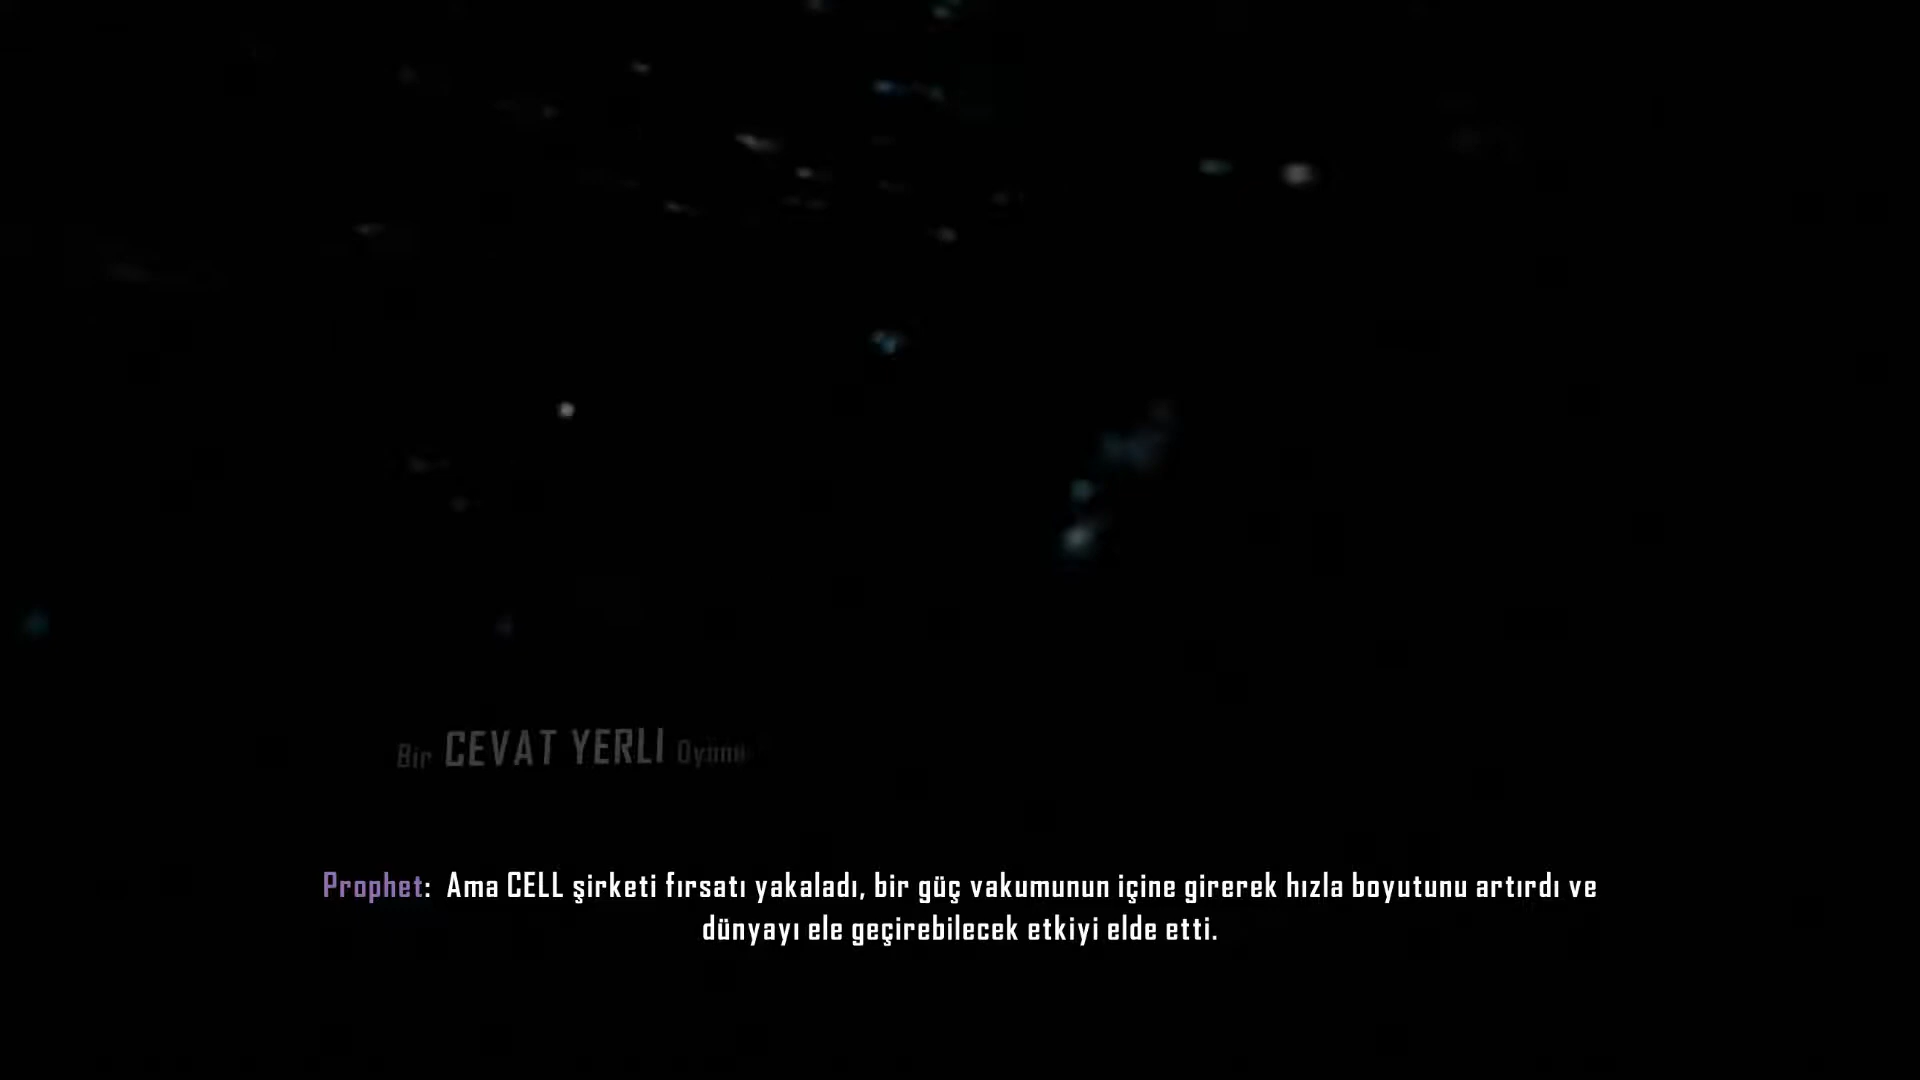 Bir CEVAT YERLI Oyunu
Prophet: Ama CELL şirketi fırsatı yakaladı, bir güç vakumunun içine girerek hızla boyutunu artırdı ve
dünyayı ele geçirebilecek etkiyi elde etti.